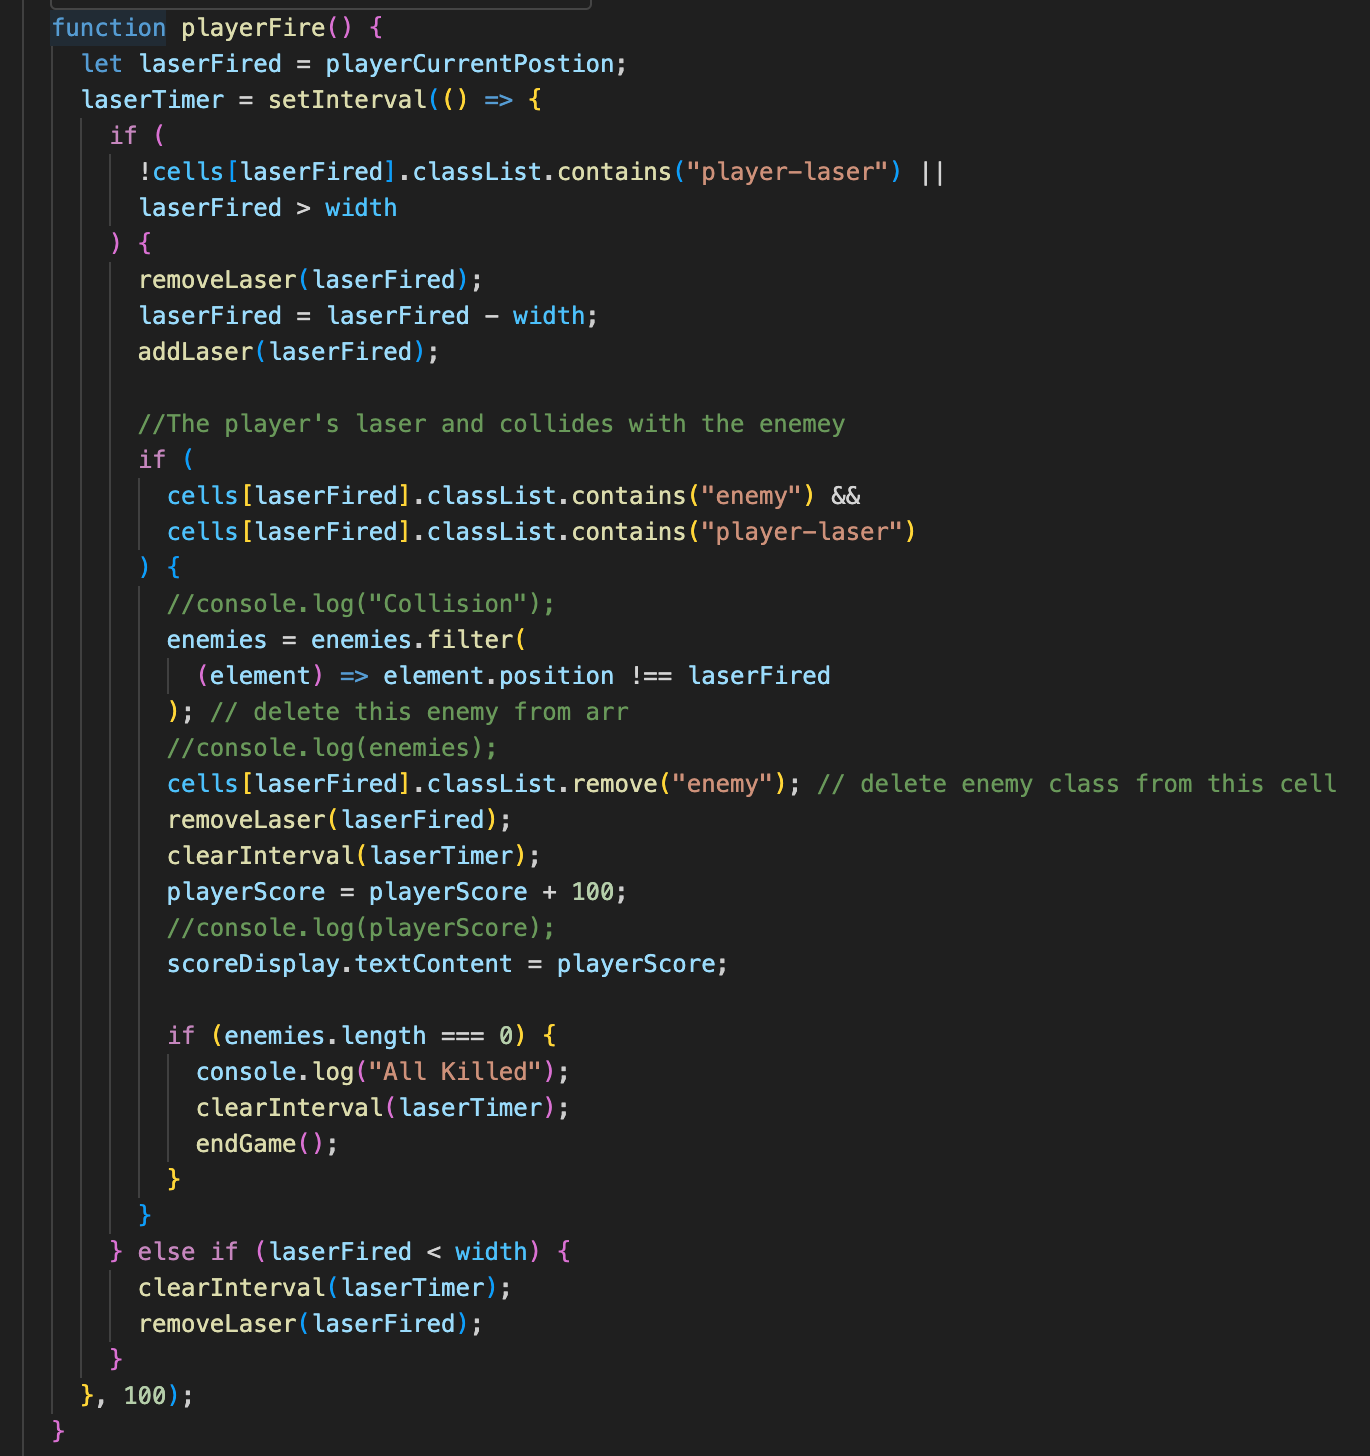 function playerFire() {
  let laserFired = playerCurrentPostion;
  laserTimer = setInterval(() => {
    if (
      !cells[laserFired].classList.contains("player-laser") ||
      laserFired > width
    ) {
      removeLaser(laserFired);
      laserFired = laserFired - width;
      addLaser(laserFired);

      //The player's laser and collides with the enemey
      if (
        cells[laserFired].classList.contains("enemy") &&
        cells[laserFired].classList.contains("player-laser")
      ) {
        //console.log("Collision");
        enemies = enemies.filter(
          (element) => element.position !== laserFired
        ); // delete this enemy from arr
        //console.log(enemies);
        cells[laserFired].classList.remove("enemy"); // delete enemy class from this cell
        removeLaser(laserFired);
        clearInterval(laserTimer);
        playerScore = playerScore + 100;
        //console.log(playerScore);
        scoreDisplay.textContent = playerScore;

        if (enemies.length === 0) {
          console.log("All Killed");
          clearInterval(laserTimer);
          endGame();
        }
      }
    } else if (laserFired < width) {
      clearInterval(laserTimer);
      removeLaser(laserFired);
    }
  }, 100);
}